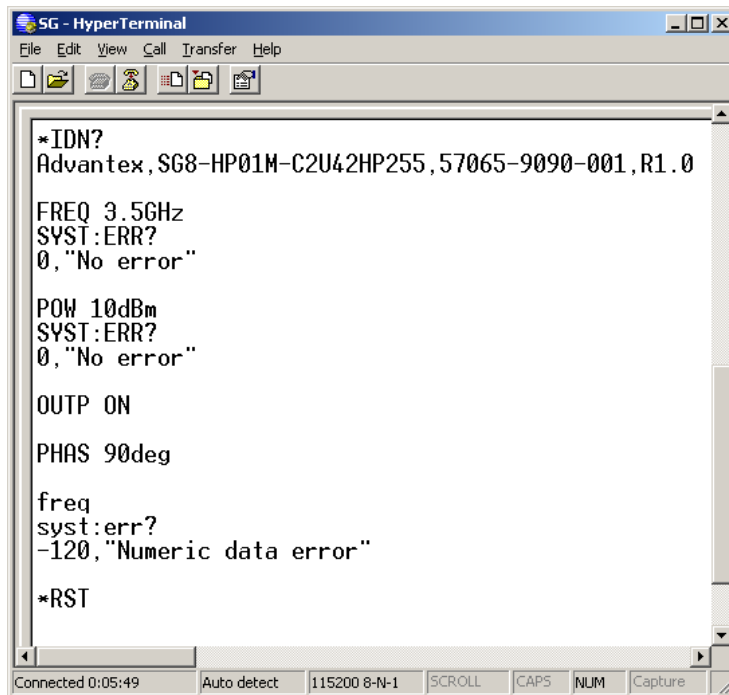 SG - HyperTerminal
File Edit View Call Transfer Help
*IDN?
Advantex,SG8-HP01M-C2U42HP255,57065-9090-001,R1.0
FREQ 3.5GHz
SYST:ERR?
0,"No error"
POW 10dBm
SYST:ERR?
0,"No error"
OUTP ON
PHAS 90deg
freq
syst:err?
-120,"Numeric data error"
*RST
Connected 0:05:49 Auto detect 115200 8-N-1 SCROLL CAPS NUM Capture